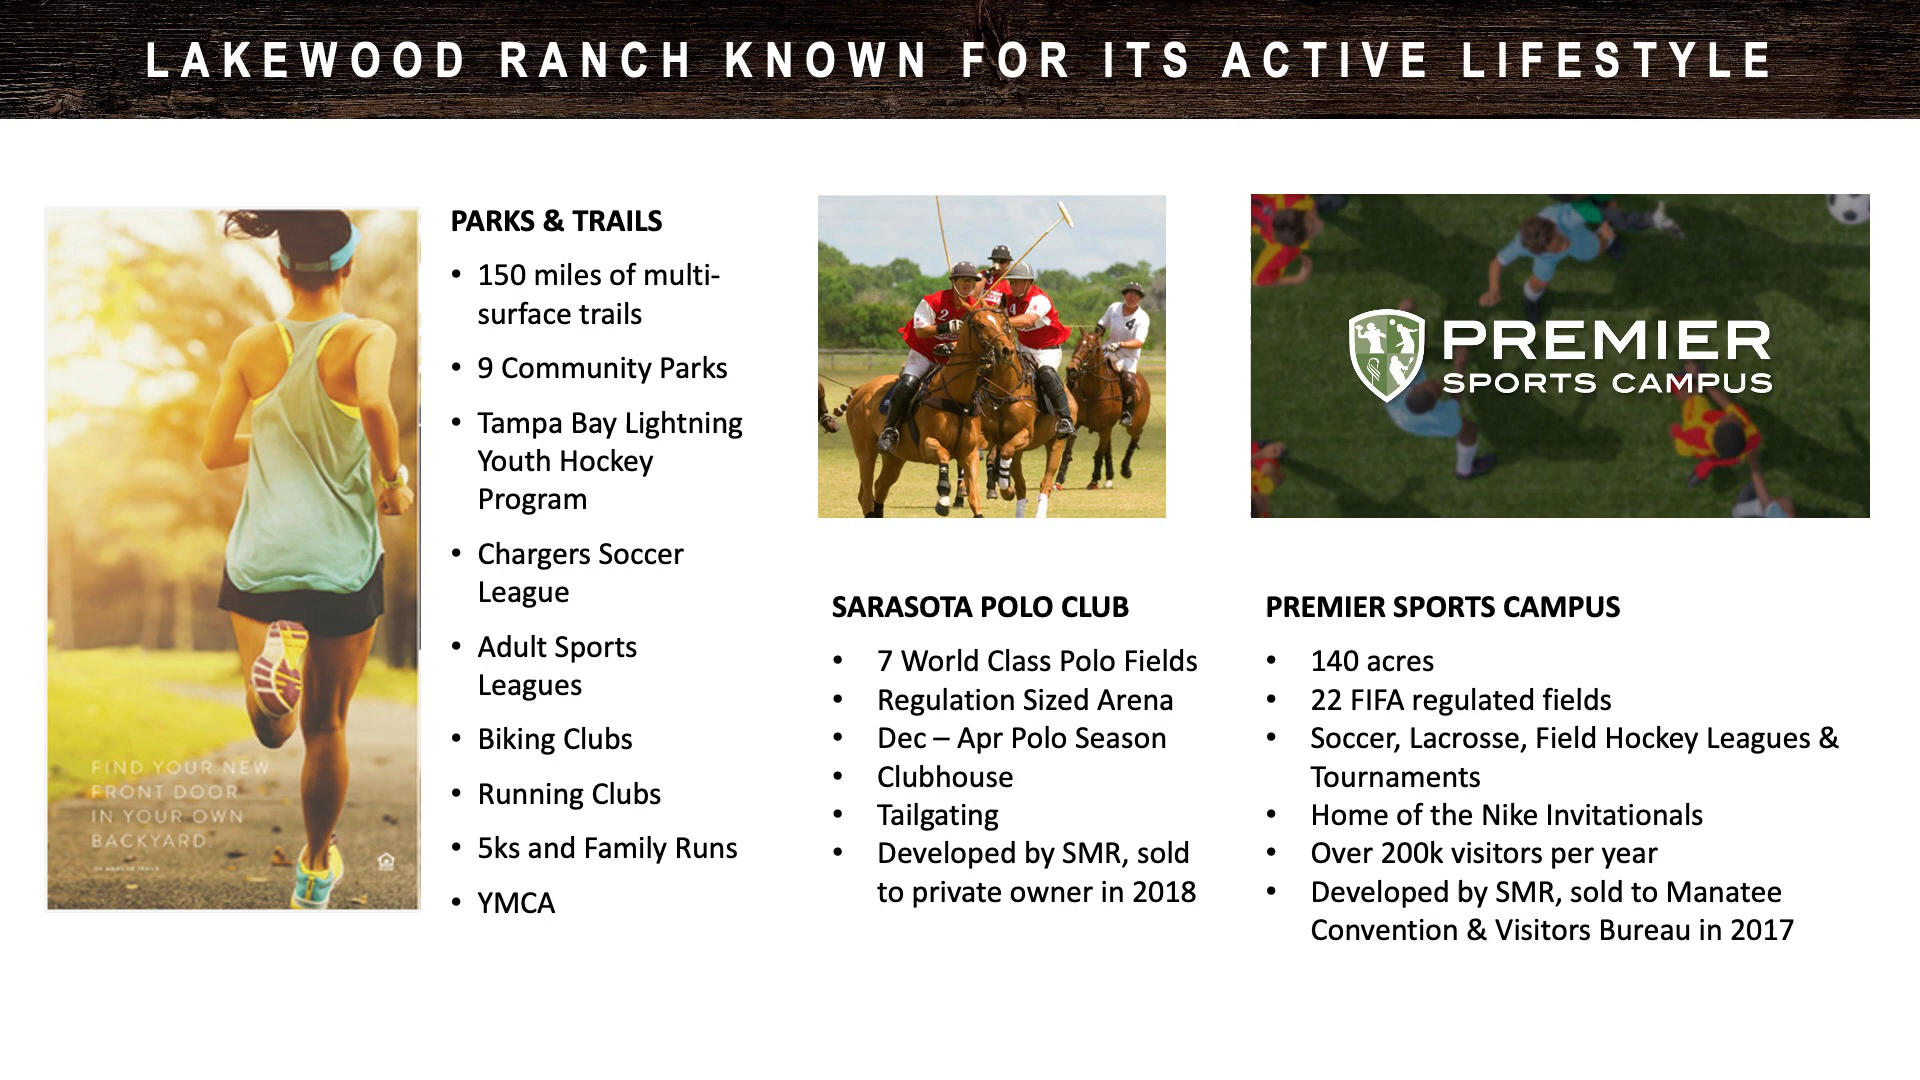 LAKEWOOD RANCH KNOWN FOR ITS ACTIVE LIFESTYLE
FIND YOUR NEW
FRONT DOOR
IN YOUR OWN
BACKYARD
PARKS & TRAILS
• 150 miles of multi-
surface trails
• 9 Community Parks
• Tampa Bay Lightning
Youth Hockey
Program
• Chargers Soccer
League
• Adult Sports
Leagues
• Biking Clubs
• Running Clubs
• 5ks and Family Runs
• YMCA
2
4
4
SARASOTA POLO CLUB
• 7 World Class Polo Fields
• Regulation Sized Arena
• Dec – Apr Polo Season
• Clubhouse
• Tailgating
• Developed by SMR, sold
to private owner in 2018
PREMIER
SPORTS CAMPUS
PREMIER SPORTS CAMPUS
• 140 acres
• 22 FIFA regulated fields
• Soccer, Lacrosse, Field Hockey Leagues &
Tournaments
• Home of the Nike Invitationals
• Over 200k visitors per year
• Developed by SMR, sold to Manatee
Convention & Visitors Bureau in 2017